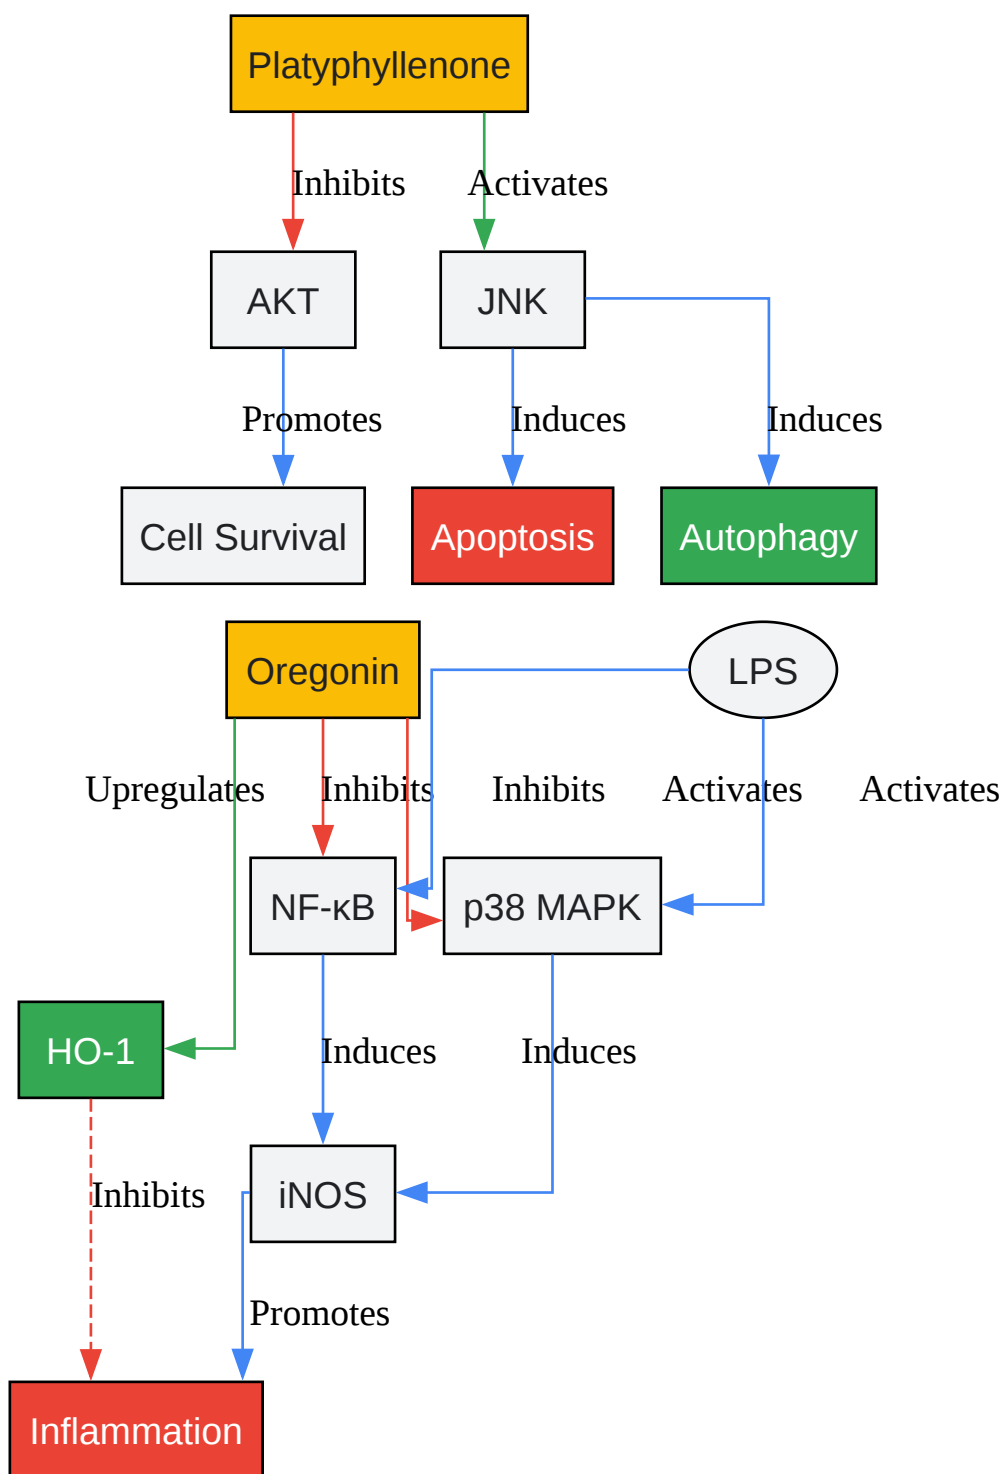 Platyphyllenone
Inhibits
Activates
AKT
JNK
Promotes
Induces
Induces
Cell Survival
Apoptosis
Autophagy
Oregonin
LPS
Upregulates
Inhibits
Inhibits
Activates
Activates
NF-κB
p38 MAPK
HO-1
Induces
Induces
Inhibits
iNOS
Promotes
Inflammation